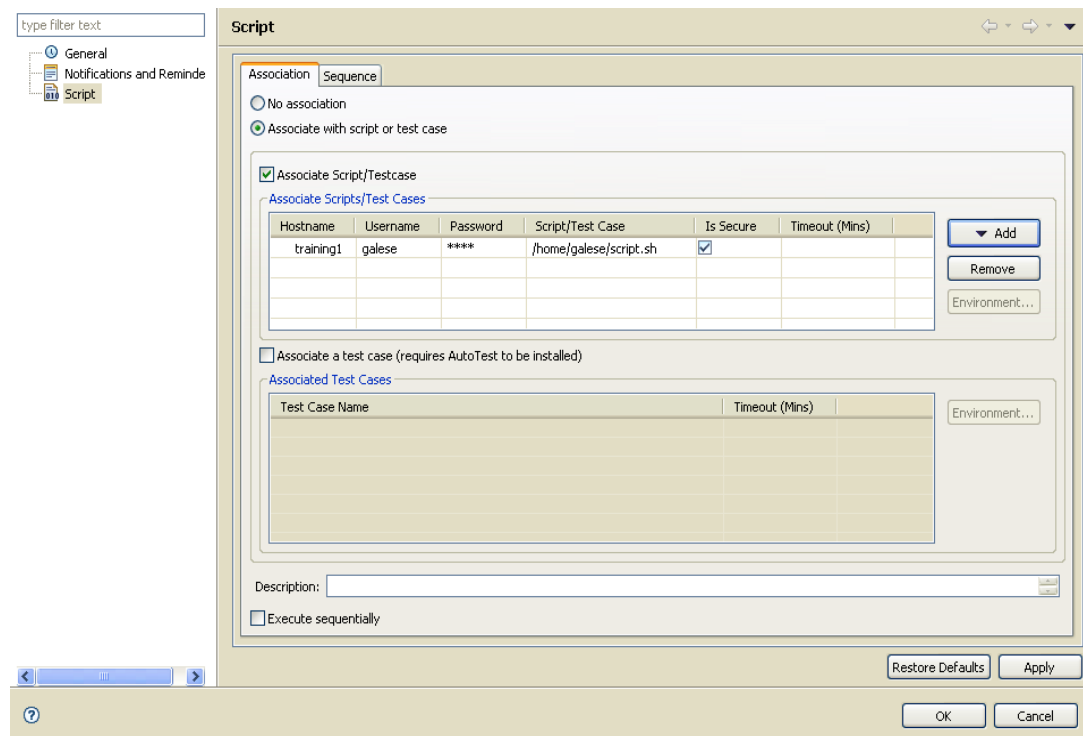 type filter text
Script
General
Notifications and Reminde
Script
Association
Sequence
No association
Associate with script or test case
Associate Script/Testcase
Associate Scripts/Test Cases
Hostname Username Password Script/Test Case Is Secure Timeout (Mins)
training1 galese **** /home/galese/script.sh
Add
Remove
Environment...
Associate a test case (requires AutoTest to be installed)
Associated Test Cases
Test Case Name Timeout (Mins)
Environment...
Description:
Execute sequentially
Restore Defaults Apply
OK Cancel